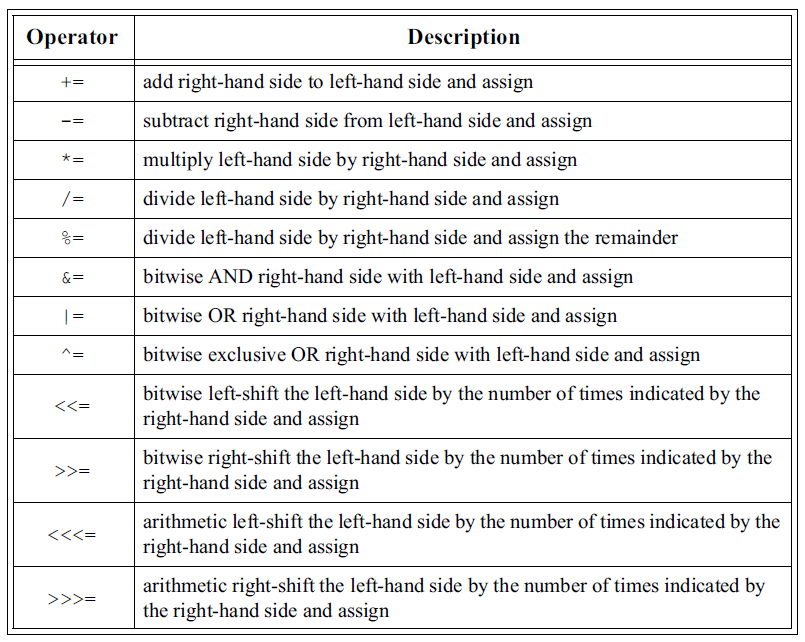 Operator Description
+= add right-hand side to left-hand side and assign
-= subtract right-hand side from left-hand side and assign
*= multiply left-hand side by right-hand side and assign
/= divide left-hand side by right-hand side and assign
%= divide left-hand side by right-hand side and assign the remainder
&= bitwise AND right-hand side with left-hand side and assign
|= bitwise OR right-hand side with left-hand side and assign
^= bitwise exclusive OR right-hand side with left-hand side and assign
<<= bitwise left-shift the left-hand side by the number of times indicated by the
right-hand side and assign
>>= bitwise right-shift the left-hand side by the number of times indicated by the
right-hand side and assign
<<<= arithmetic left-shift the left-hand side by the number of times indicated by the
right-hand side and assign
>>>= arithmetic right-shift the left-hand side by the number of times indicated by
the right-hand side and assign